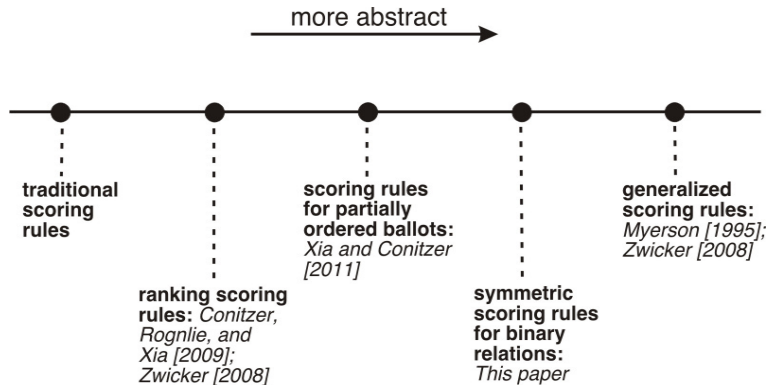 more abstract
traditional
scoring
rules
ranking scoring
rules: Conitzer,
Rognlie, and
Xia [2009];
Zwicker [2008]
scoring rules
for partially
ordered ballots:
Xia and Conitzer
[2011]
symmetric
scoring rules
for binary
relations:
This paper
generalized
scoring rules:
Myerson [1995];
Zwicker [2008]